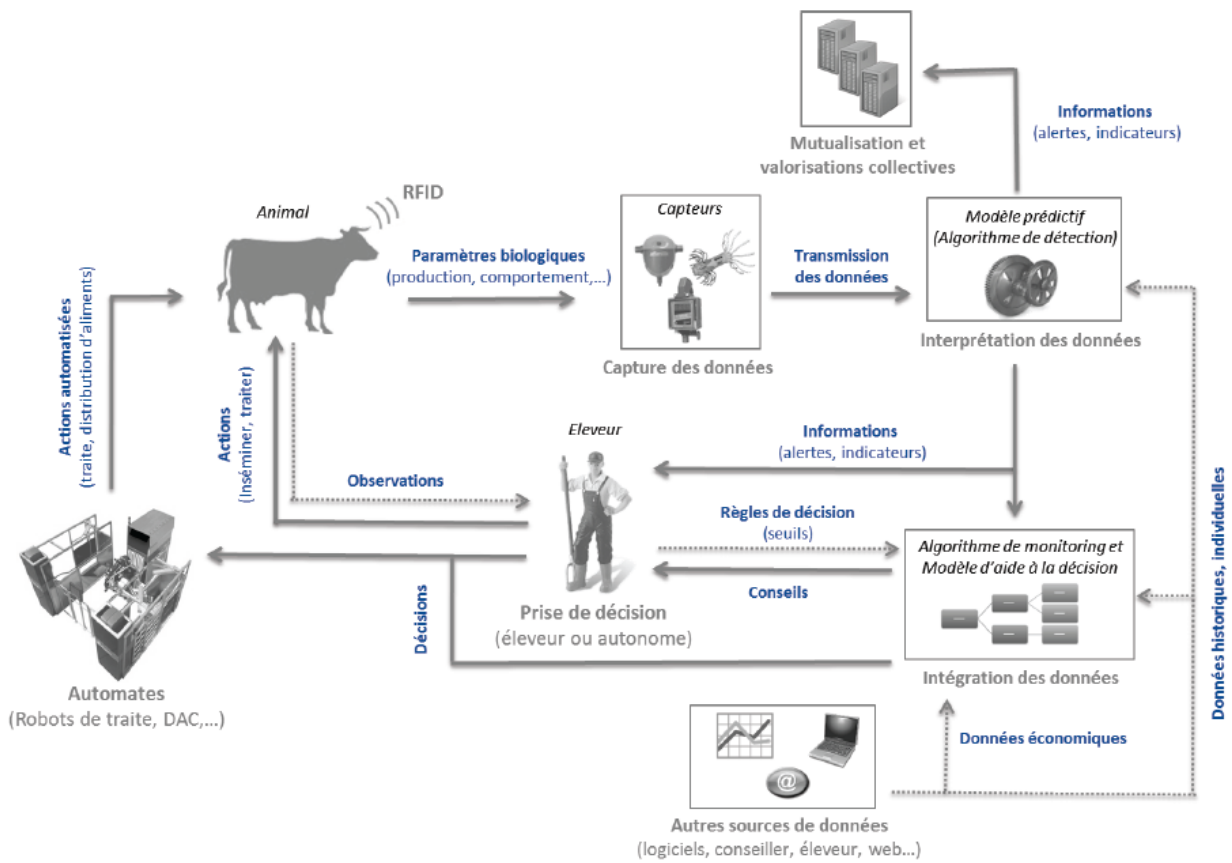 Informations
(alertes, indicateurs)
Mutualisation et
valorisations collectives
RFID
Animal
Paramètres biologiques
(production, comportement,...)
Capteurs
Capture des données
Transmission
des données
Modèle prédictif
(Algorithme de détection)
Interprétation des données
Actions automatisées
(traite, distribution d'aliments)
Actions
(Inséminer, traiter)
Observations
Eleveur
Informations
(alertes, indicateurs)
Règles de décision
(seuils)
Conseils
Algorithme de monitoring et
Modèle d'aide à la décision
Intégration des données
Données historiques, individuelles
Prise de décision
(éleveur ou autonome)
Décisions
Automates
(Robots de traite, DAC,...)
@
Données économiques
Autres sources de données
(logiciels, conseiller, éleveur, web...)